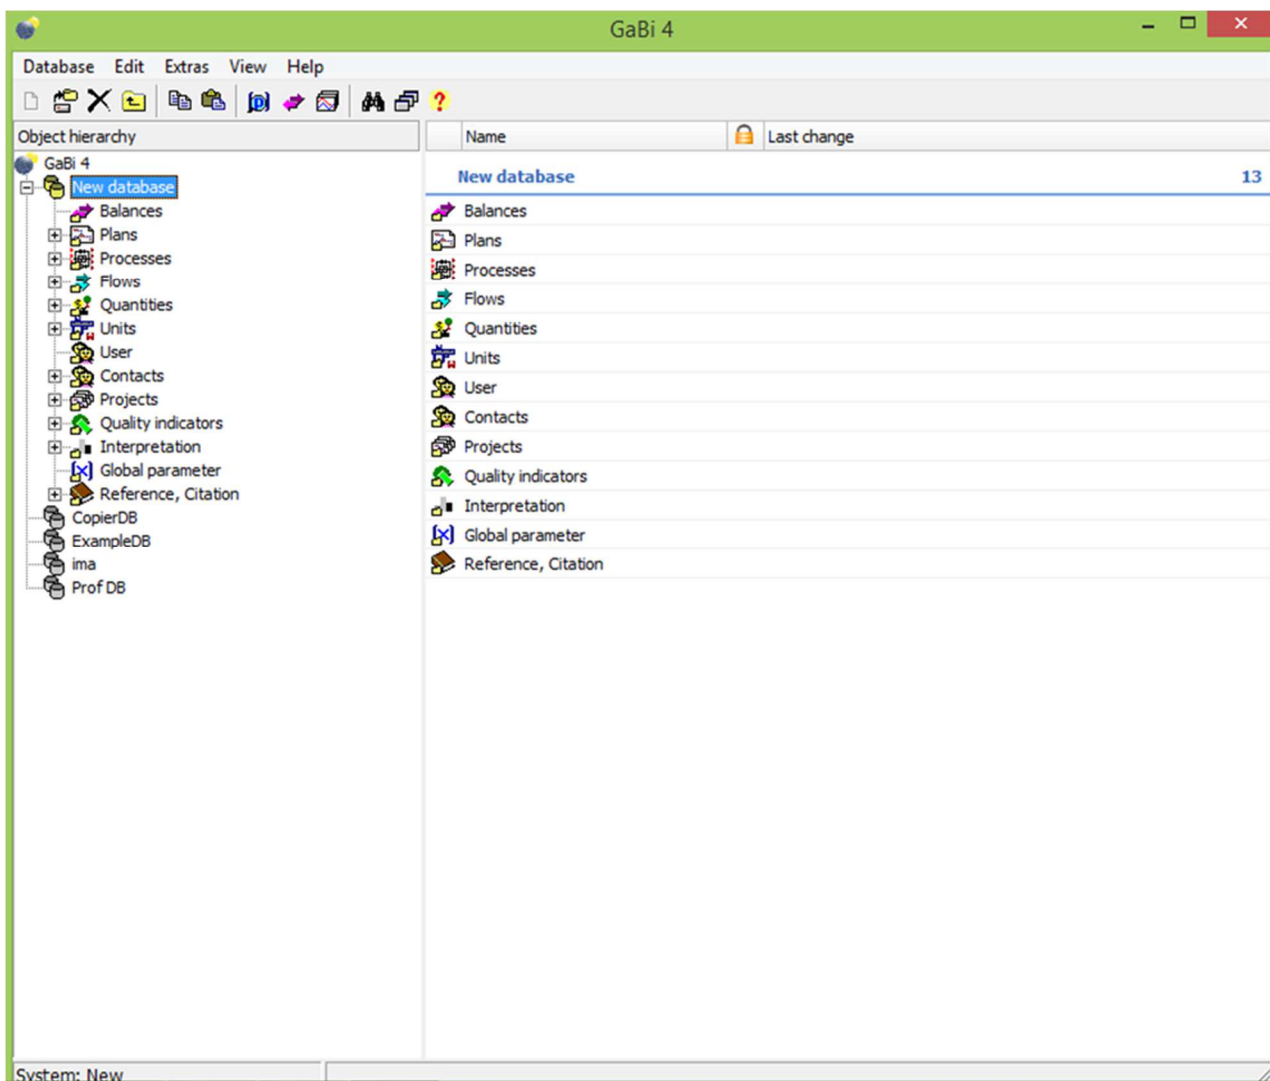 GaBi 4
Database Edit Extras View Help
Object hierarchy
Name
Last change
GaBi 4
New database
Balances
Plans
Processes
Flows
Quantities
Units
User
Contacts
Projects
Quality indicators
Interpretation
Global parameter
Reference, Citation
CopierDB
ExampleDB
ima
Prof DB
New database 13
Balances
Plans
Processes
Flows
Quantities
Units
User
Contacts
Projects
Quality indicators
Interpretation
Global parameter
Reference, Citation
System: New